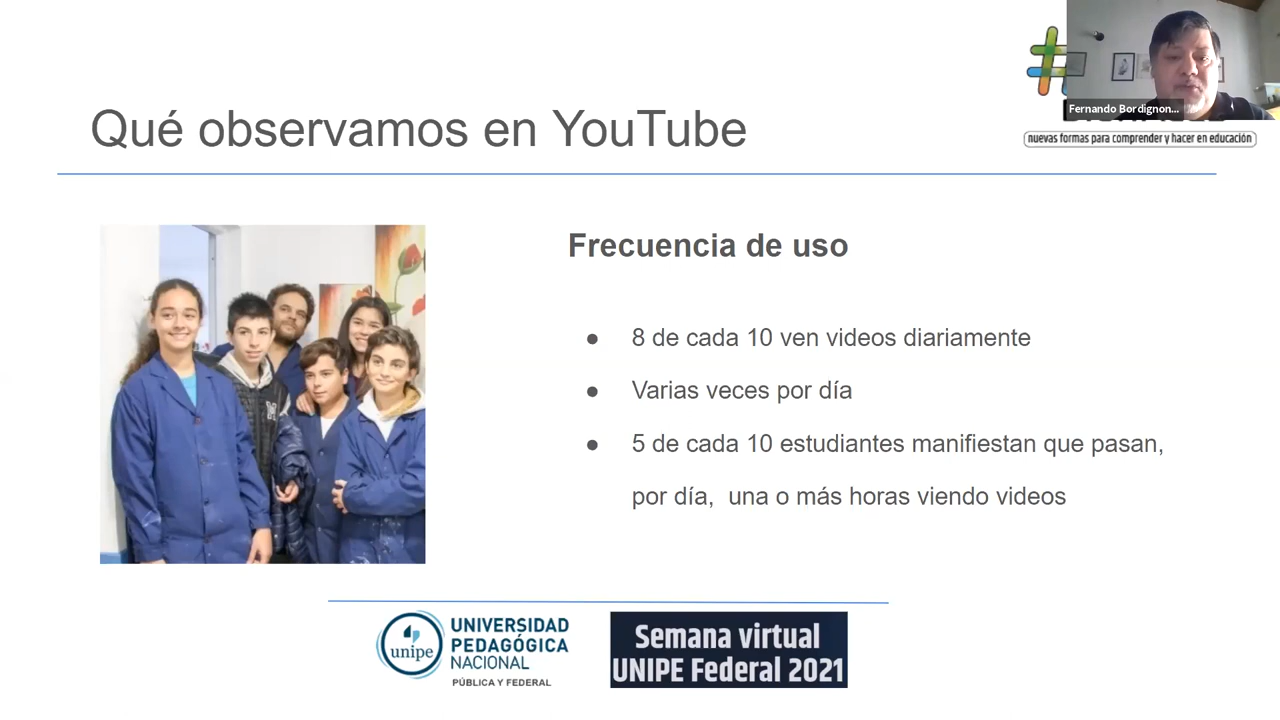 Qué observamos en YouTube
Fernando Bordignon...
nuevas formas para comprender y hacer en educación
Frecuencia de uso
● 8 de cada 10 ven videos diariamente
● Varias veces por día
● 5 de cada 10 estudiantes manifiestan que pasan,
por día, una o más horas viendo videos
unipe
UNIVERSIDAD
PEDAGÓGICA
NACIONAL
PÚBLICA Y FEDERAL
Semana virtual
UNIPE Federal 2021